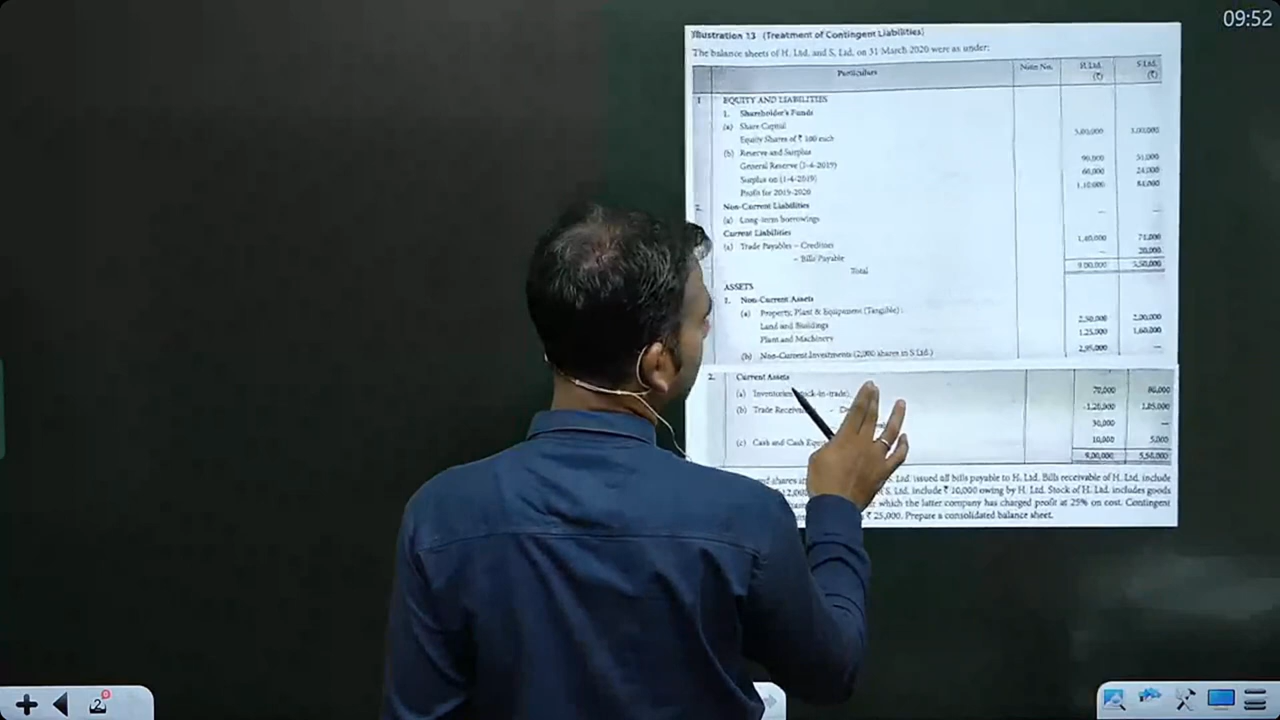 09:52
Illustration 13 (Treatment of Contingent Liabilities)
The balance sheets of H. Ltd. and S. Ltd. on 31 March 2020 were as under:
Particulars Note No. H.Ltd. (₹) S.Ltd. (₹)
1 EQUITY AND LIABILITIES
1. Shareholder's Funds
(a) Share Capital
Equity Shares of ₹ 100 each 5,00,000 3,00,000
(b) Reserve and Surplus
General Reserve (1-4-2019) 90,000
Surplus on (1-4-2019) 60,000 24,000
Profit for 2019-2020 1,10,000 84,000
2. Non-Current Liabilities
(a) Long-term borrowings — —
Current Liabilities
(a) Trade Payables – Creditors 1,40,000
– Bills Payable — 20,000
Total 9,00,000 5,50,000
ASSETS
1. Non-Current Assets
(a) Property, Plant & Equipment (Tangible):
Land and Buildings 2,50,000 2,00,000
Plant and Machinery 1,25,000 1,60,000
(b) Non-Current Investments (2,000 shares in S Ltd.) 2,95,000 —
2. Current Assets
(a) Inventories 70,000 80,000
(b) Trade – 1,20,000 1,05,000
30,000 —
(c) Cash and Cash 10,000 5,000
9,00,000 5,50,000
shares Ltd. issued all bills payable to H. Ltd. Bills receivable of H. Ltd. include
S. Ltd. include ₹ 10,000 owing by H. Ltd. Stock of H. Ltd. includes goods
which the latter company has charged profit at 25% on cost. Contingent
₹ 25,000. Prepare a consolidated balance sheet.
2
0